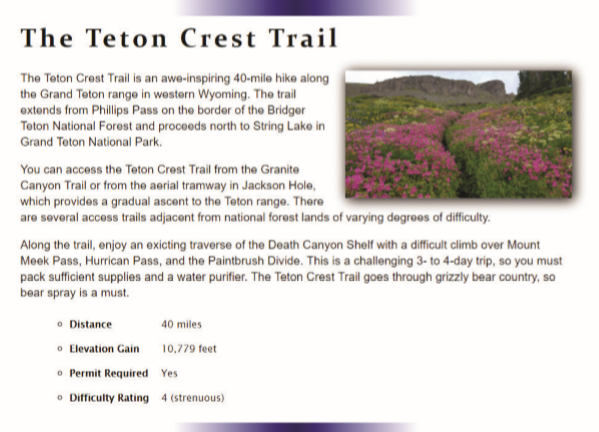 The Teton Crest Trail
The Teton Crest Trail is an awe-inspiring 40-mile hike along
the Grand Teton range in western Wyoming. The trail
extends from Phillips Pass on the border of the Bridger
Teton National Forest and proceeds north to String Lake in
Grand Teton National Park.
You can access the Teton Crest Trail from the Granite
Canyon Trail or from the aerial tramway in Jackson Hole,
which provides a gradual ascent to the Teton range. There
are several access trails adjacent from national forest lands of varying degrees of difficulty.
Along the trail, enjoy an exicting traverse of the Death Canyon Shelf with a difficult climb over Mount
Meek Pass, Hurrican Pass, and the Paintbrush Divide. This is a challenging 3- to 4-day trip, so you must
pack sufficient supplies and a water purifier. The Teton Crest Trail goes through grizzly bear country, so
bear spray is a must.
Distance 40 miles
Elevation Gain 10,779 feet
Permit Required Yes
Difficulty Rating 4 (strenuous)